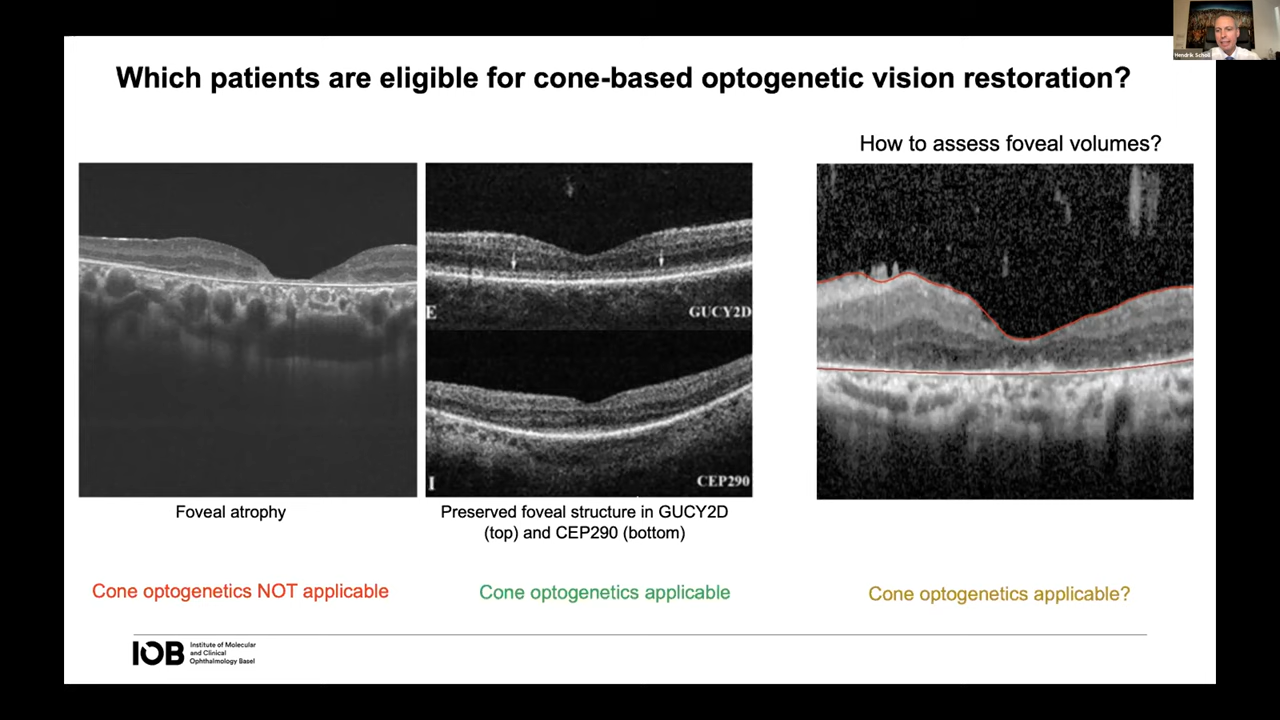 Hendrik Scholl
Which patients are eligible for cone-based optogenetic vision restoration?
How to assess foveal volumes?
E
GUCY2D
I
CEP290
Foveal atrophy
Preserved foveal structure in GUCY2D
(top) and CEP290 (bottom)
Cone optogenetics NOT applicable
Cone optogenetics applicable
Cone optogenetics applicable?
IOB
Institute of Molecular
and Clinical
Ophthalmology Basel